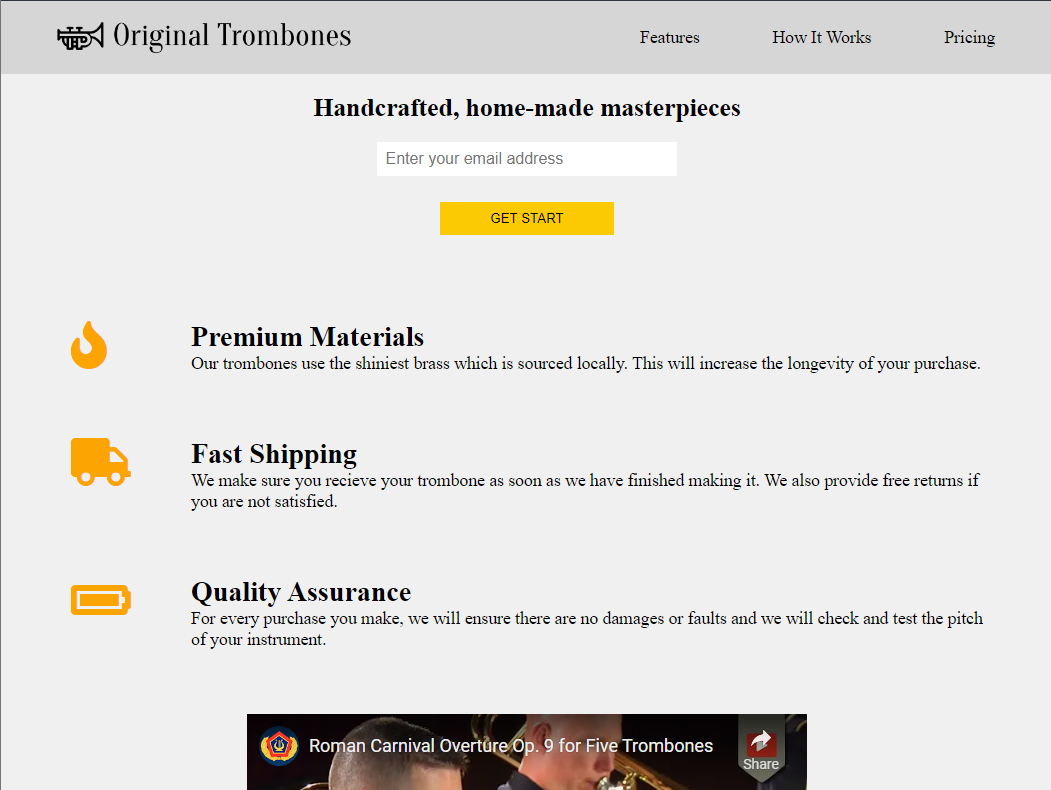 Original Trombones
Features
How It Works
Pricing
Handcrafted, home-made masterpieces
Enter your email address
GET START
Premium Materials
Our trombones use the shiniest brass which is sourced locally. This will increase the longevity of your purchase.
Fast Shipping
We make sure you recieve your trombone as soon as we have finished making it. We also provide free returns if
you are not satisfied.
Quality Assurance
For every purchase you make, we will ensure there are no damages or faults and we will check and test the pitch
of your instrument.
Roman Carnival Overture Op. 9 for Five Trombones
Share